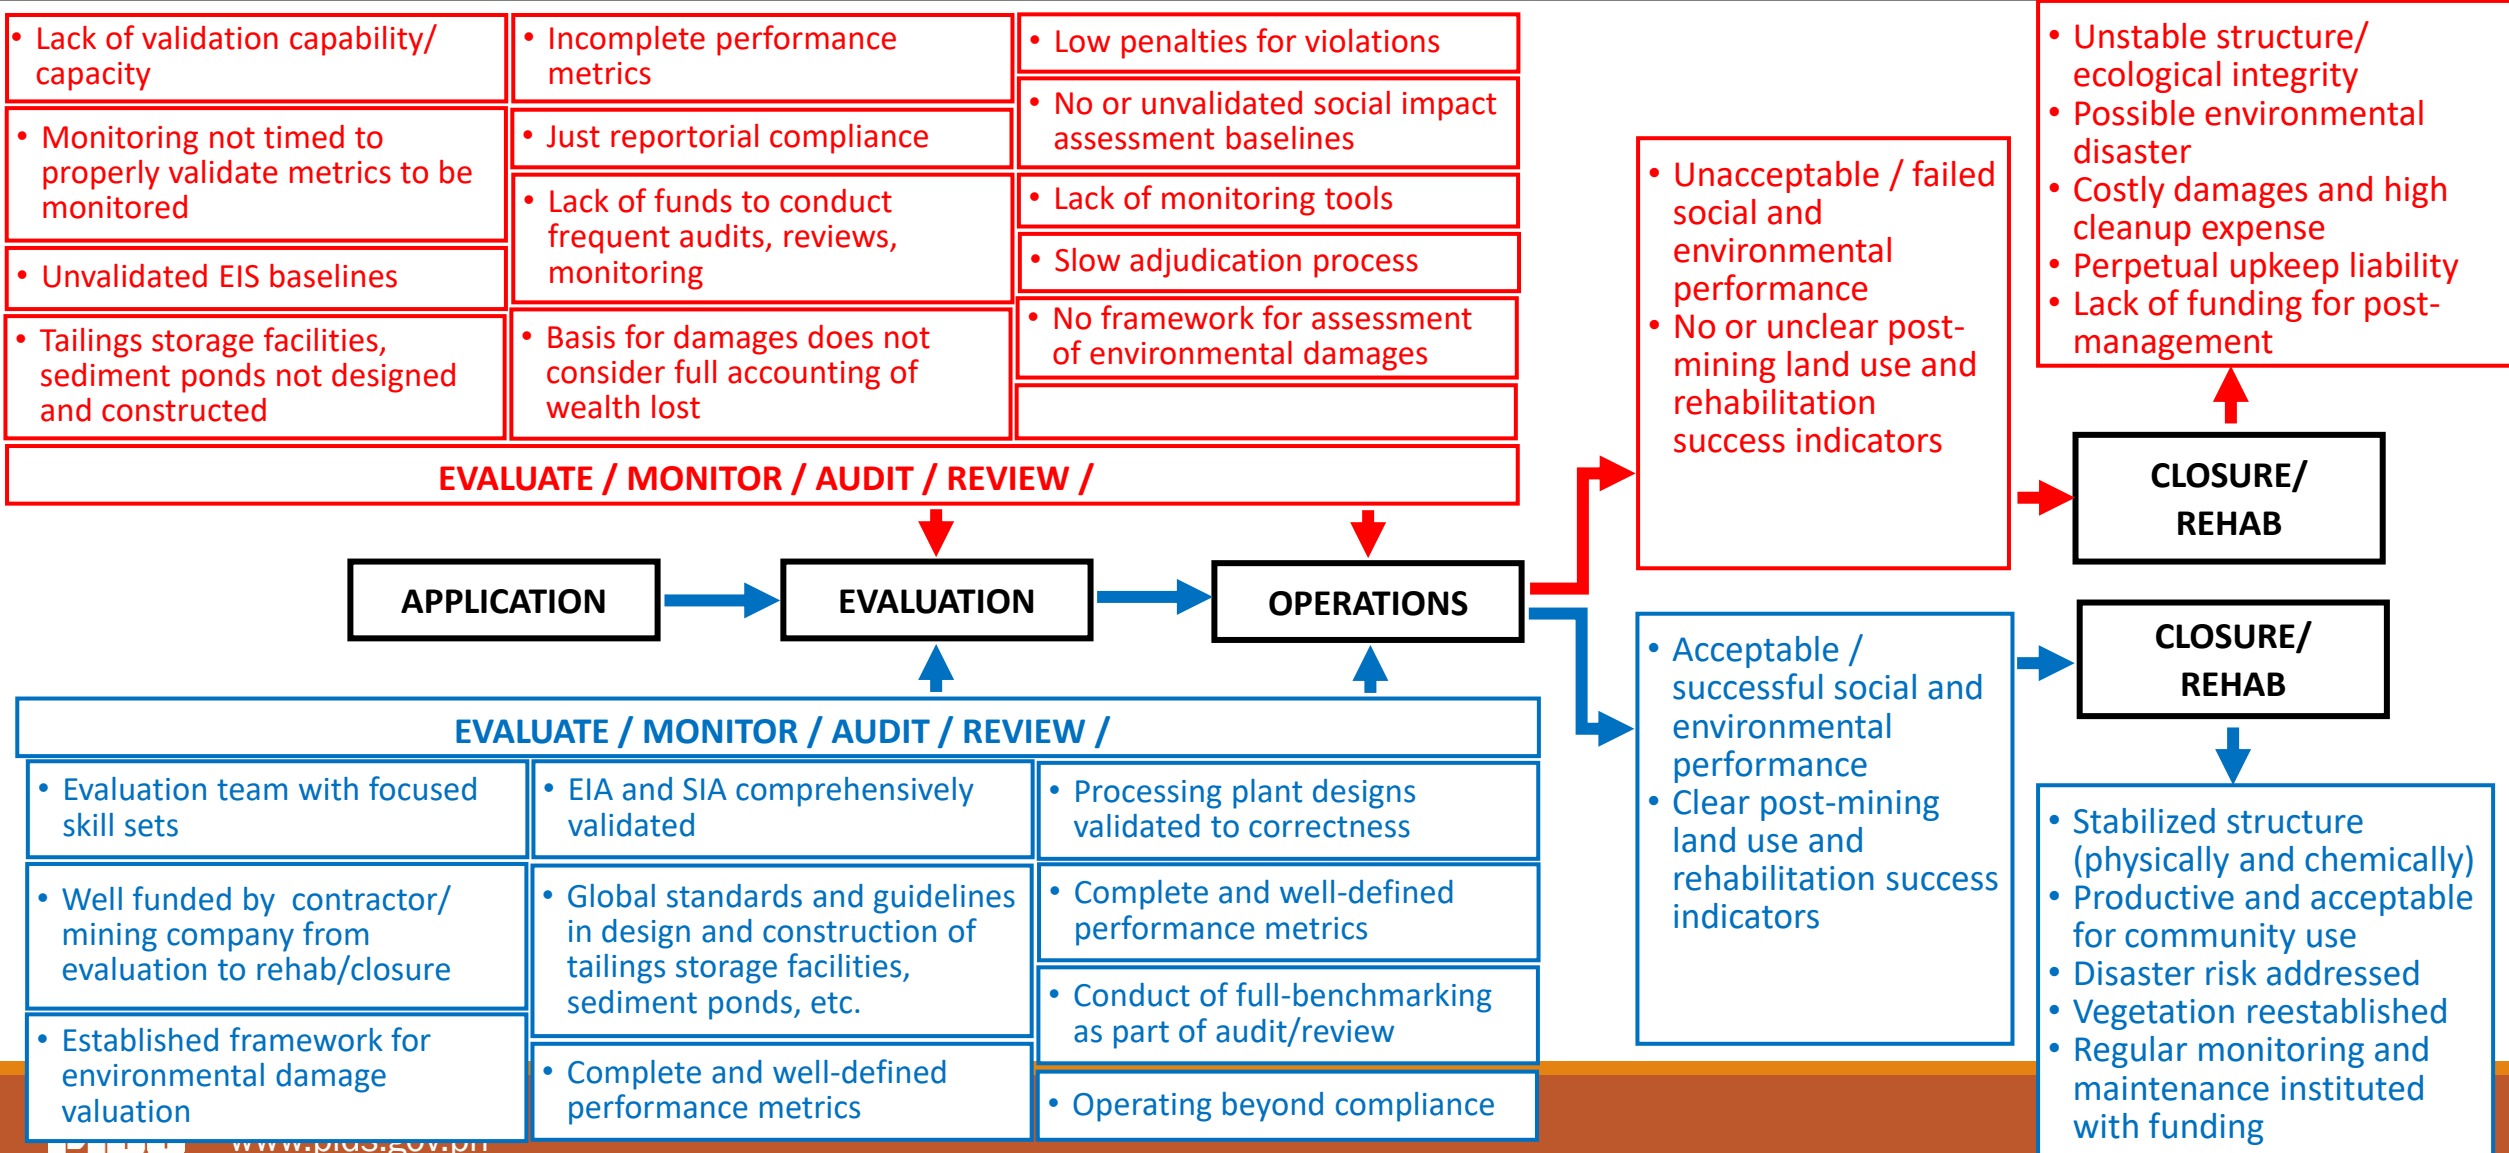 • Lack of validation capability/
capacity
• Monitoring not timed to
properly validate metrics to be
monitored
• Unvalidated EIS baselines
• Tailings storage facilities,
sediment ponds not designed
and constructed
• Incomplete performance
metrics
• Just reportorial compliance
• Lack of funds to conduct
frequent audits, reviews,
monitoring
• Basis for damages does not
consider full accounting of
wealth lost
• Low penalties for violations
• No or unvalidated social impact
assessment baselines
• Lack of monitoring tools
• Slow adjudication process
• No framework for assessment
of environmental damages
EVALUATE / MONITOR / AUDIT / REVIEW /
• Unacceptable / failed
social and
environmental
performance
• No or unclear post-
mining land use and
rehabilitation
success indicators
• Unstable structure/
ecological integrity
• Possible environmental
disaster
• Costly damages and high
cleanup expense
• Perpetual upkeep liability
• Lack of funding for post-
management
CLOSURE/
REHAB
APPLICATION
EVALUATION
OPERATIONS
CLOSURE/
REHAB
• Acceptable /
successful social and
environmental
performance
• Clear post-mining
land use and
rehabilitation success
indicators
EVALUATE / MONITOR / AUDIT / REVIEW /
• Evaluation team with focused
skill sets
• Well funded by  contractor/
mining company from
evaluation to rehab/closure
• Established framework for
environmental damage
valuation
• EIA and SIA comprehensively
validated
• Global standards and guidelines
in design and construction of
tailings storage facilities,
sediment ponds, etc.
• Complete and well-defined
performance metrics
• Processing plant designs
validated to correctness
• Complete and well-defined
performance metrics
• Conduct of full-benchmarking
as part of audit/review
• Operating beyond compliance
• Stabilized structure
(physically and chemically)
• Productive and acceptable
for community use
• Disaster risk addressed
• Vegetation reestablished
• Regular monitoring and
maintenance instituted
with funding
www.pids.gov.ph